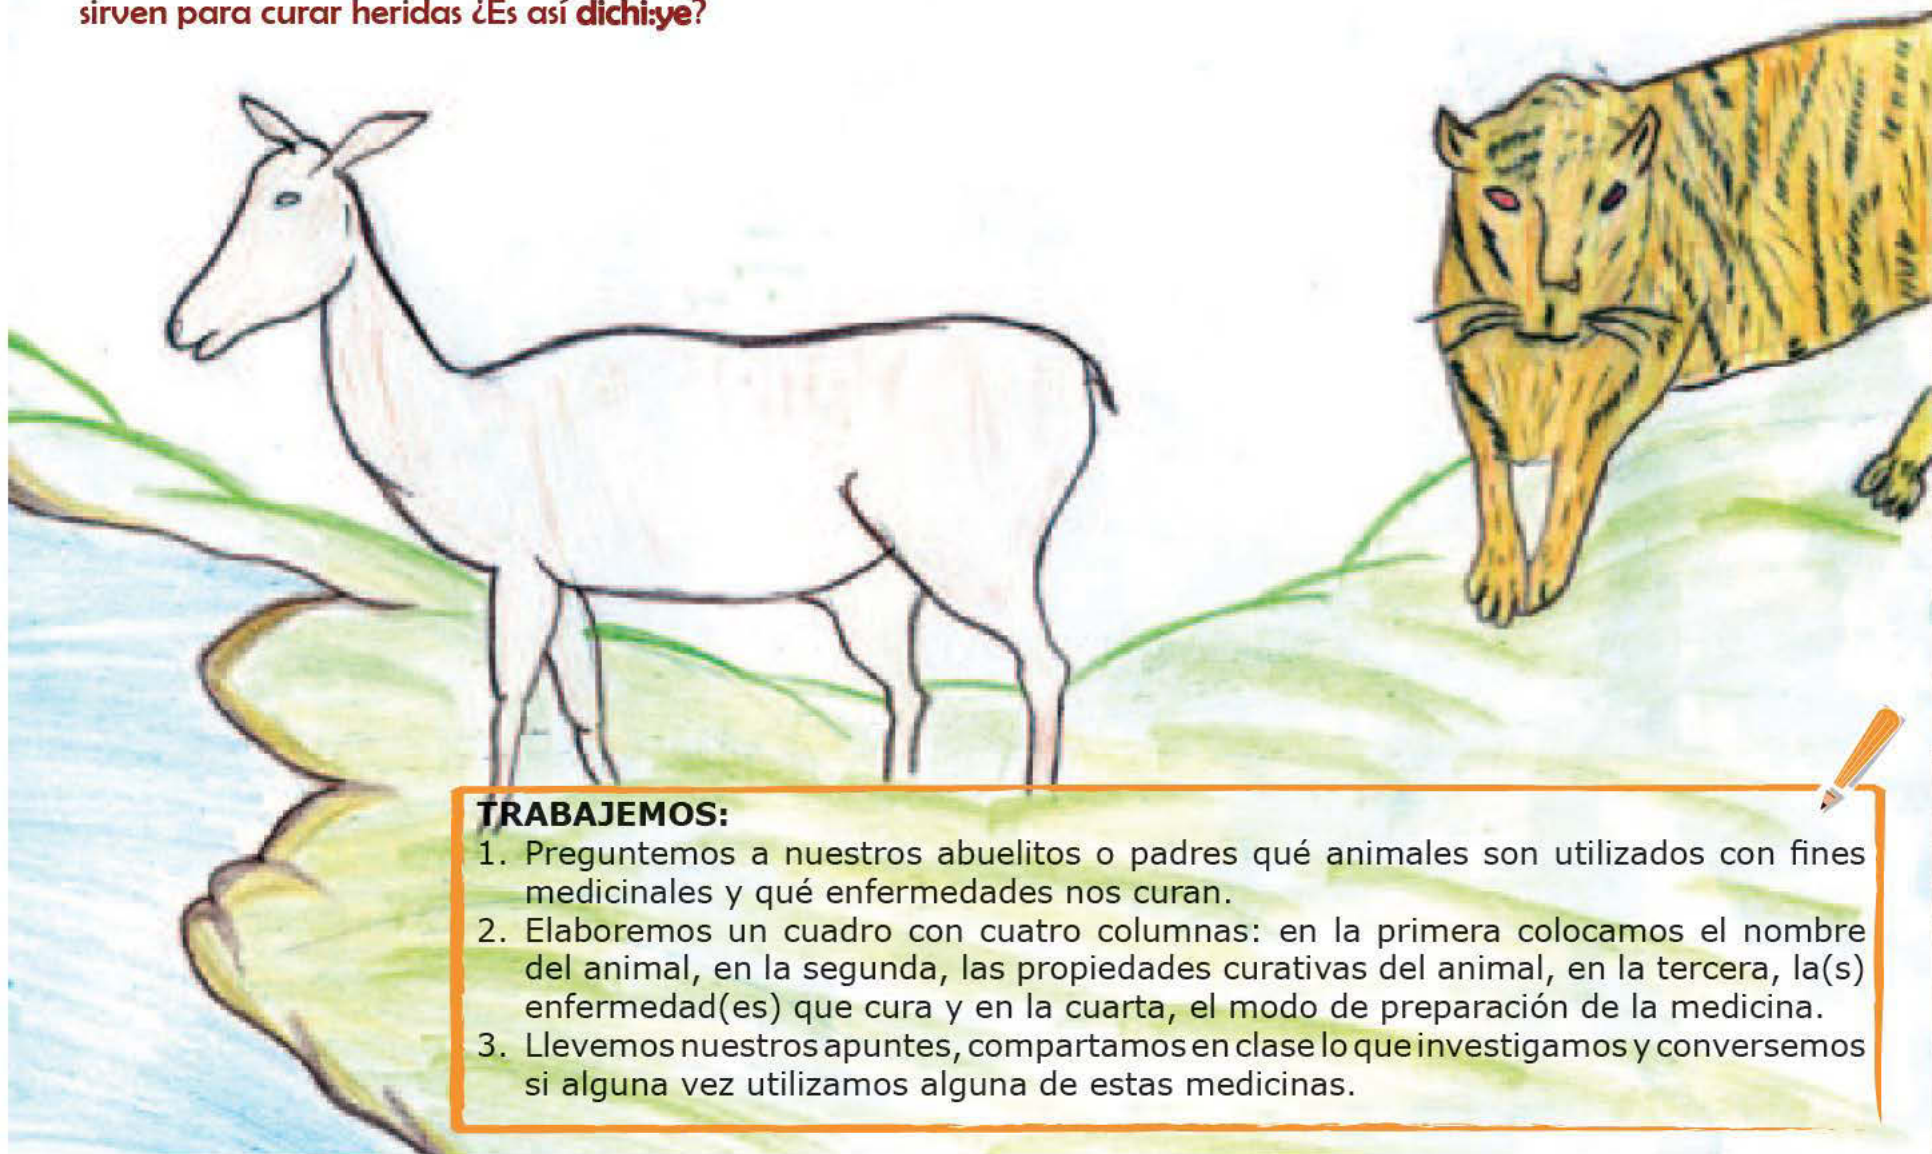 sirven para curar heridas ¿Es así dichi:ye?
TRABAJEMOS:
1. Preguntemos a nuestros abuelitos o padres qué animales son utilizados con fines
medicinales y qué enfermedades nos curan.
2. Elaboremos un cuadro con cuatro columnas: en la primera colocamos el nombre
del animal, en la segunda, las propiedades curativas del animal, en la tercera, la(s)
enfermedad(es) que cura y en la cuarta, el modo de preparación de la medicina.
3. Llevemos nuestros apuntes, compartamos en clase lo que investigamos y conversemos
si alguna vez utilizamos alguna de estas medicinas.